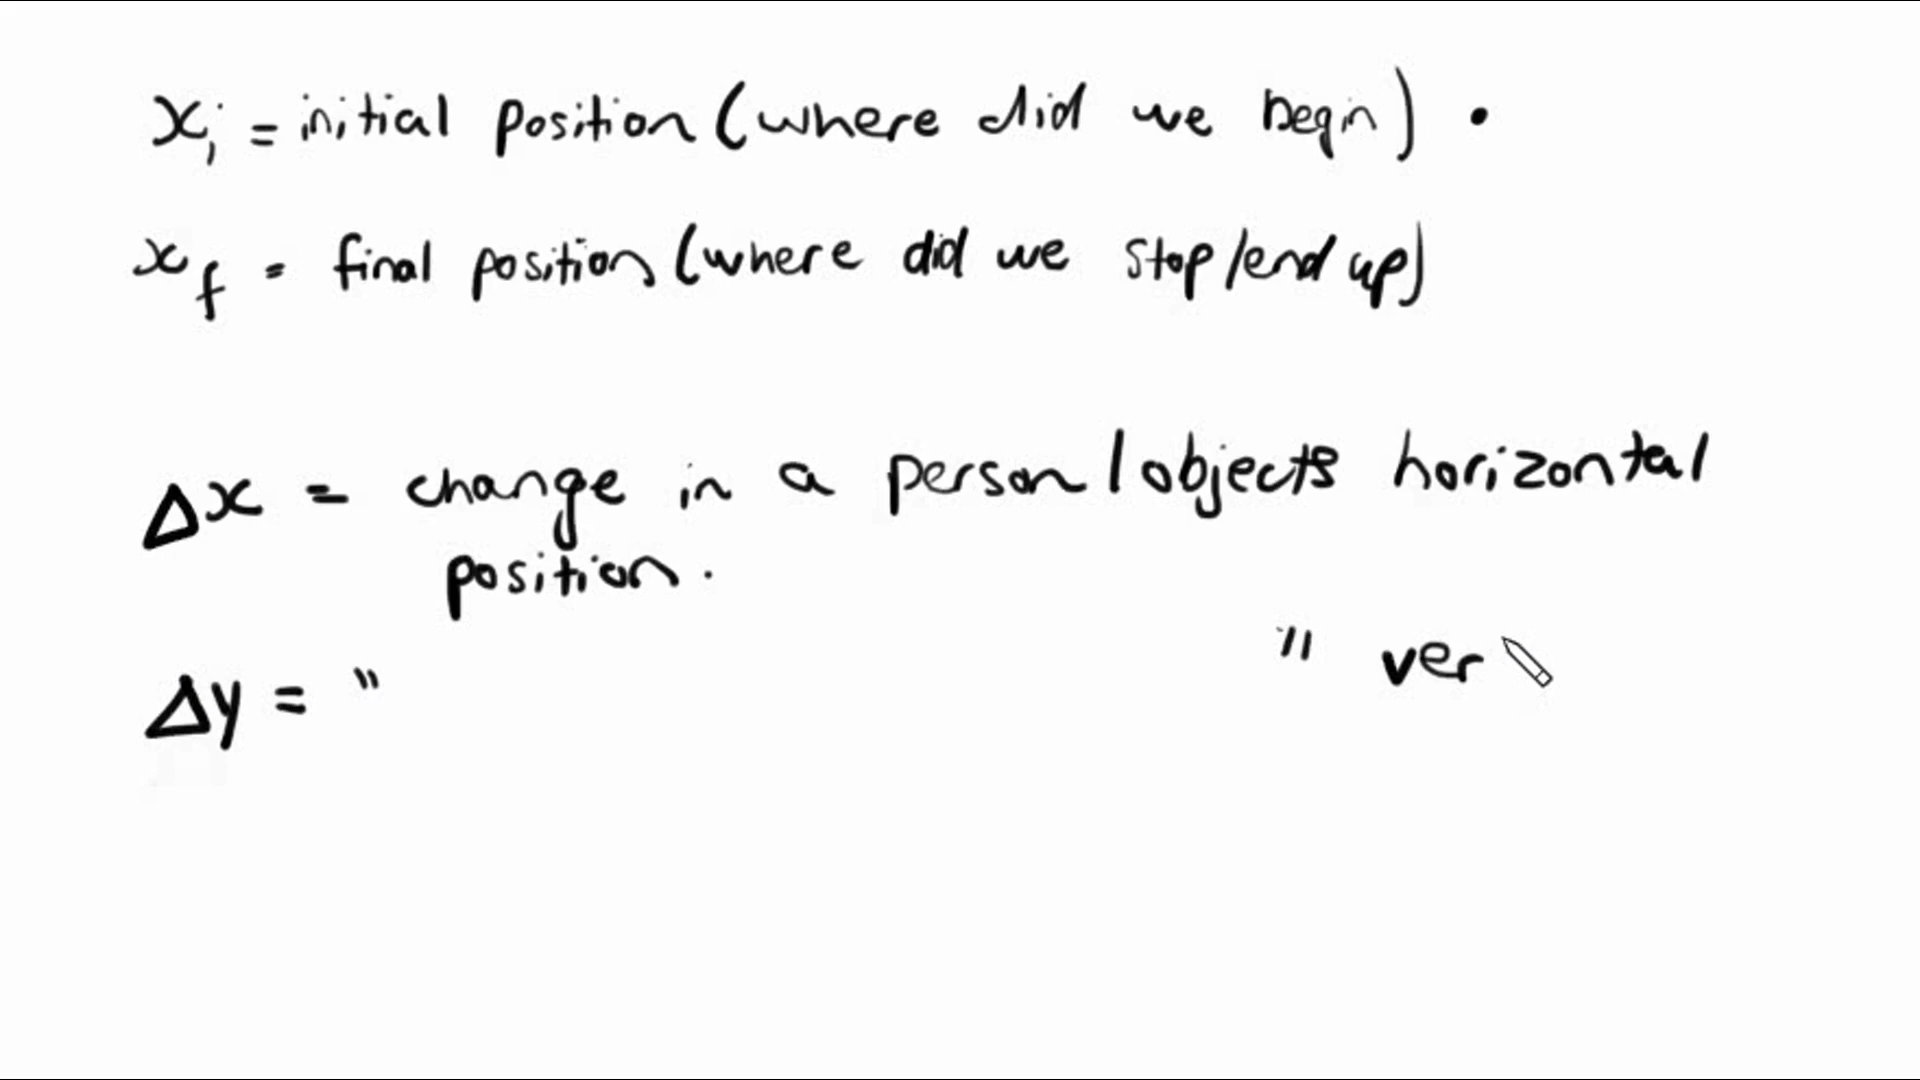 xi = initial position (where did we begin) •
xf = final position (where did we stop/end up)
Δx = change in a person/objects horizontal
position.
Δy = " " ver